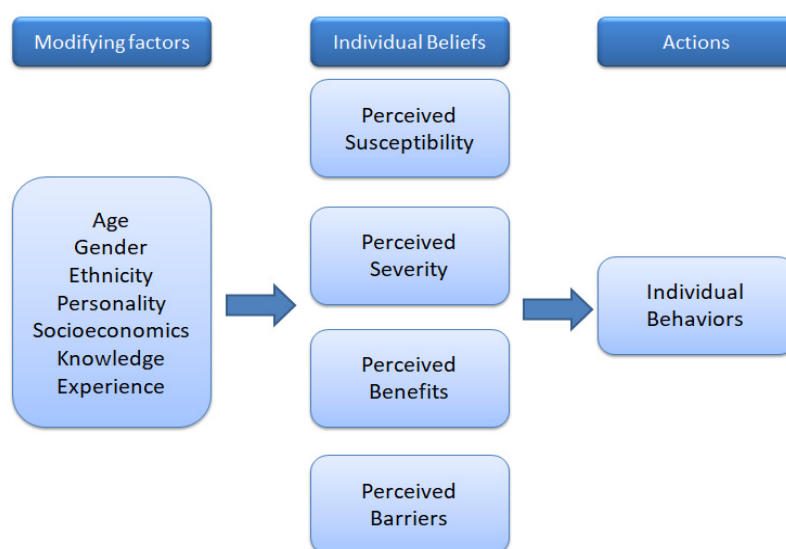 Modifying factors
Individual Beliefs
Actions
Age
Gender
Ethnicity
Personality
Socioeconomics
Knowledge
Experience
Perceived
Susceptibility
Perceived
Severity
Perceived
Benefits
Perceived
Barriers
Individual
Behaviors